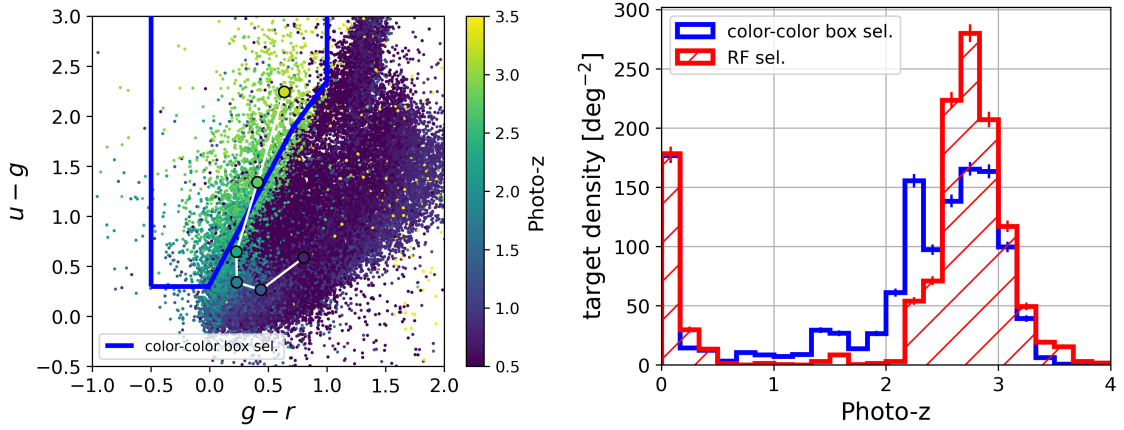 3.0
2.5
2.0
1.5
1.0
0.5
0.0
−0.5
u − g
−1.0 −0.5 0.0 0.5 1.0 1.5 2.0
g − r
color-color box sel.
3.5
3.0
2.5
2.0
1.5
1.0
0.5
Photo-z
300
250
200
150
100
50
0
target density [deg⁻²]
color-color box sel.
RF sel.
0 1 2 3 4
Photo-z